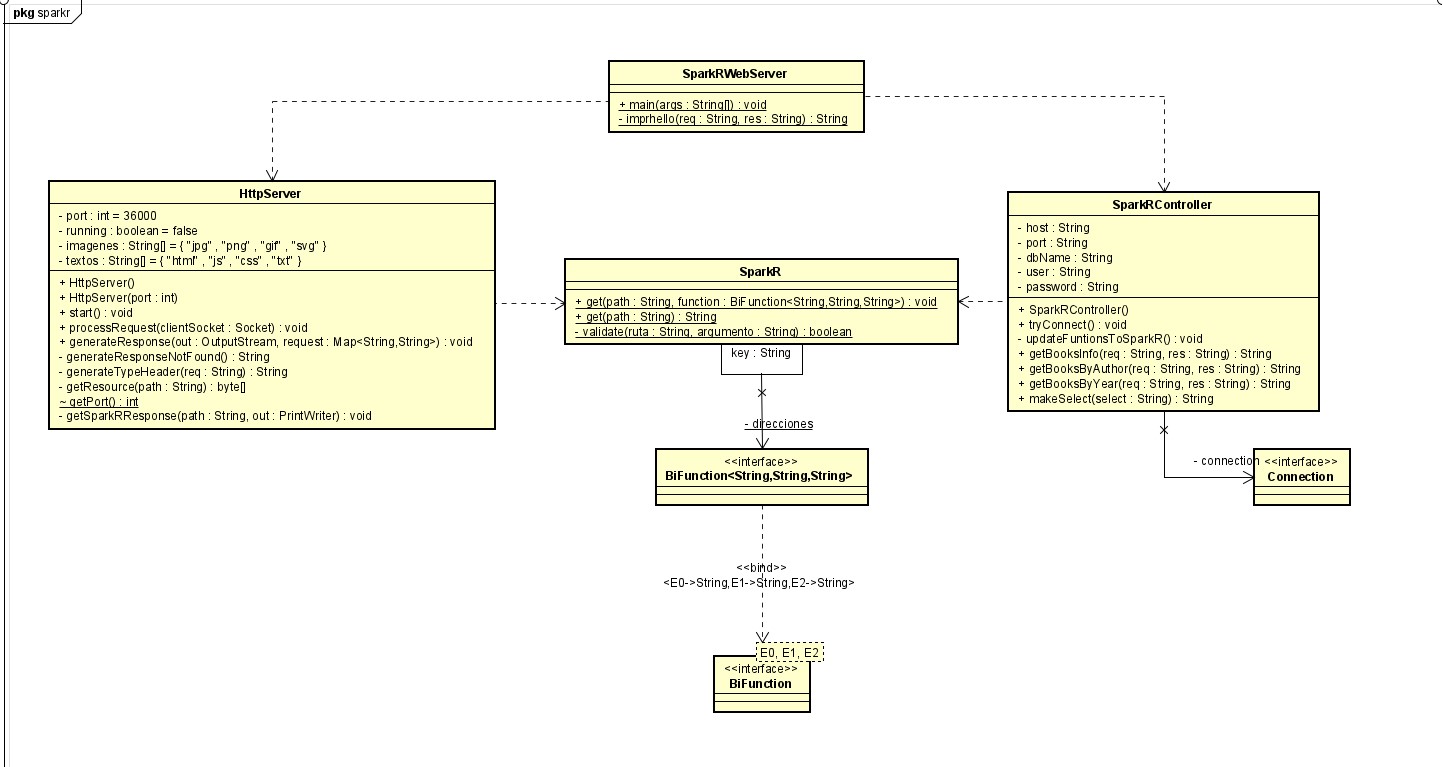 pkg sparkr
SparkRWebServer
+ main(args : String[]) : void
- imprhello(req : String, res : String) : String
HttpServer
- port : int = 36000
- running : boolean = false
- imagenes : String[] = { "jpg" , "png" , "gif" , "svg" }
- textos : String[] = { "html" , "js" , "css" , "txt" }
+ HttpServer()
+ HttpServer(port : int)
+ start() : void
+ processRequest(clientSocket : Socket) : void
+ generateResponse(out : OutputStream, request : Map<String,String>) : void
- generateResponseNotFound() : String
- generateTypeHeader(req : String) : String
- getResource(path : String) : byte[]
~ getPort() : int
- getSparkRResponse(path : String, out : PrintWriter) : void
SparkR
+ get(path : String, function : BiFunction<String,String,String>) : void
+ get(path : String) : String
- validate(ruta : String, argumento : String) : boolean
key : String
SparkRController
- host : String
- port : String
- dbName : String
- user : String
- password : String
+ SparkRController()
+ tryConnect() : void
- updateFuntionsToSparkR() : void
+ getBooksInfo(req : String, res : String) : String
+ getBooksByAuthor(req : String, res : String) : String
+ getBooksByYear(req : String, res : String) : String
+ makeSelect(select : String) : String
- direcciones
<<interface>>
BiFunction<String,String,String>
- connection
<<interface>>
Connection
<<bind>>
<E0->String,E1->String,E2->String>
E0, E1, E2
<<interface>>
BiFunction